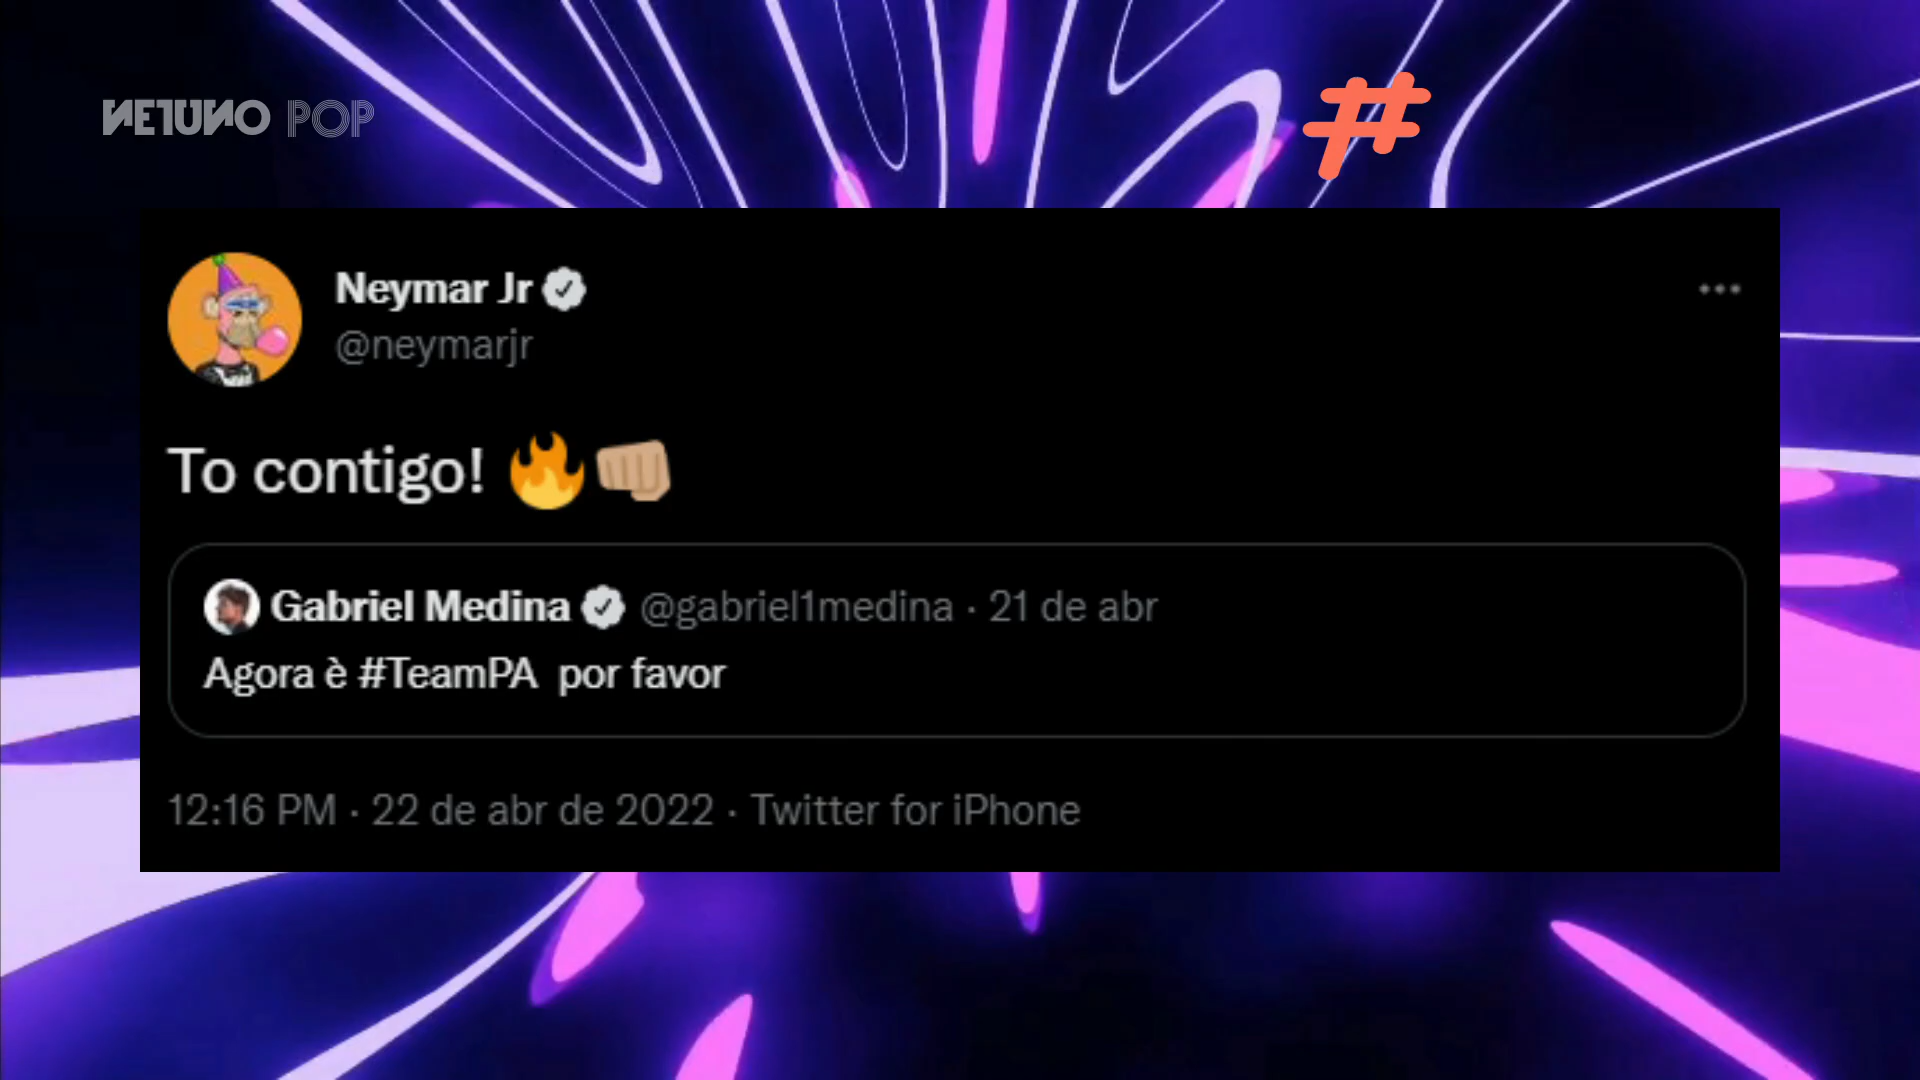 NETUNO POP
#
Neymar Jr
@neymarjr
To contigo! 🔥👊🏼
Gabriel Medina @gabriel1medina · 21 de abr
Agora è #TeamPA por favor
12:16 PM · 22 de abr de 2022 · Twitter for iPhone